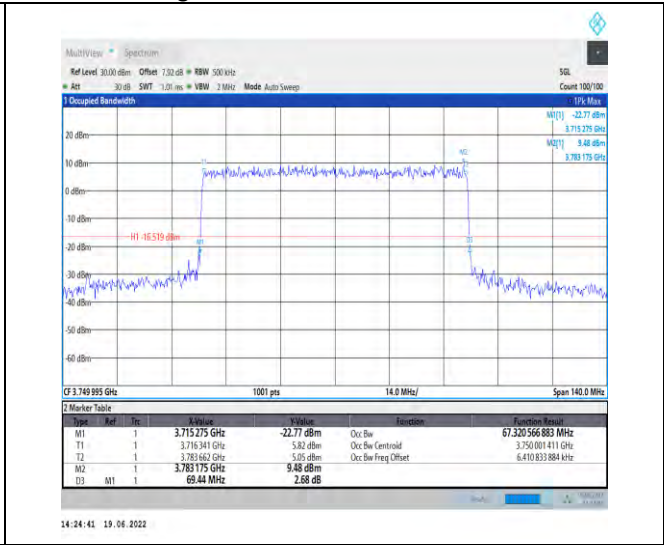 MultiView Spectrum
Ref Level 30.00 dBm Offset 7.92 dB RBW 500 kHz SGL
Att 30 dB SWT 1.01 ms VBW 2 MHz Mode Auto Sweep Count 100/100
1 Occupied Bandwidth 1Pk Max
M1[1] -22.77 dBm
3.715 275 GHz
M2[1] 9.48 dBm
3.783 175 GHz
20 dBm
M2
10 dBm
0 dBm
-10 dBm
H1 -16.519 dBm
M1
-20 dBm
-30 dBm
-40 dBm
-50 dBm
-60 dBm
CF 3.749 995 GHz 1001 pts 14.0 MHz/ Span 140.0 MHz
2 Marker Table
Type Ref Trc X-Value Y-Value Function Function Result
M1 1 3.715 275 GHz -22.77 dBm Occ Bw 67.320 566 883 MHz
T1 1 3.716 341 GHz 5.82 dBm Occ Bw Centroid 3.750 001 411 GHz
T2 1 3.783 662 GHz 5.05 dBm Occ Bw Freq Offset 6.410 833 884 kHz
M2 1 3.783 175 GHz 9.48 dBm
D3 M1 1 69.44 MHz 2.68 dB
14:24:41 19.06.2022